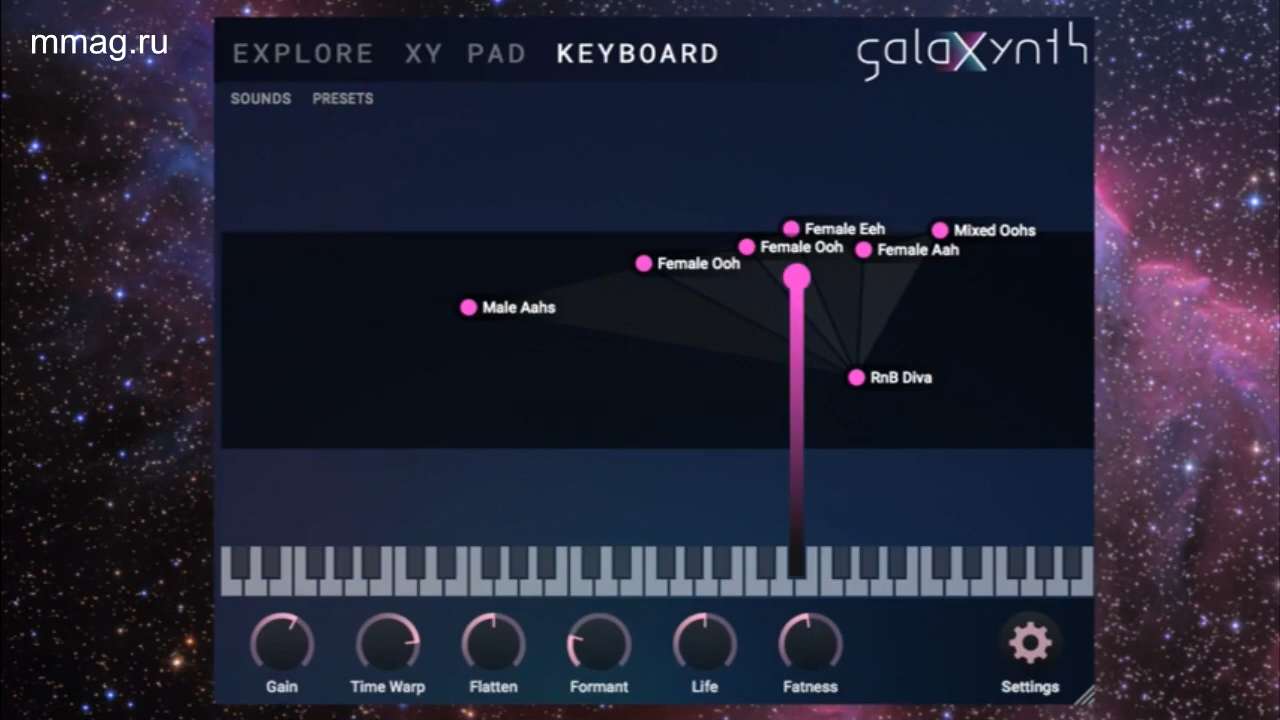 mmag.ru
EXPLORE XY PAD KEYBOARD
galaXynth
SOUNDS PRESETS
Female Eeh
Mixed Oohs
Female Ooh
Female Aah
Female Ooh
Male Aahs
RnB Diva
Gain Time Warp Flatten Formant Life Fatness Settings